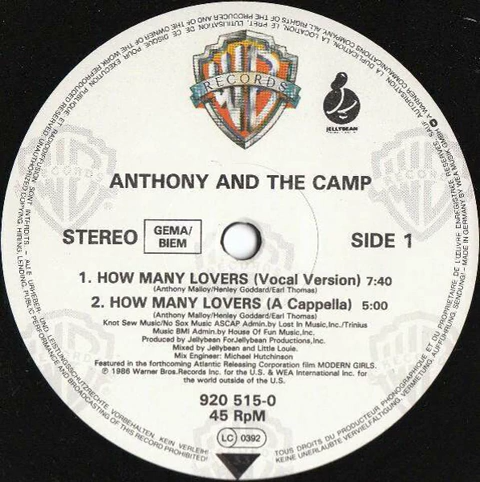 WB
RECORDS
JELLYBEAN
ANTHONY AND THE CAMP
STEREO GEMA/BIEM SIDE 1
1. HOW MANY LOVERS (Vocal Version) 7:40
(Anthony Malloy/Henley Goddard/Earl Thomas)
2. HOW MANY LOVERS (A Cappella) 5:00
(Anthony Malloy/Henley Goddard/Earl Thomas)
Knot Sew Music/No Sox Music ASCAP Admin.by Lost In Music,Inc./Trinius
Music BMI Admin.by House Of Fun Music,Inc.
Produced by Jellybean ForJellybean Productions,Inc.
Mixed by Jellybean and Little Louie.
Mix Engineer: Michael Hutchinson
Featured in the forthcoming Atlantic Releasing Corporation film MODERN GIRLS.
℗ 1986 Warner Bros.Records Inc. for the U.S. & WEA International Inc. for
the world outside of the U.S.
920 515-0
45 RpM
LC 0392